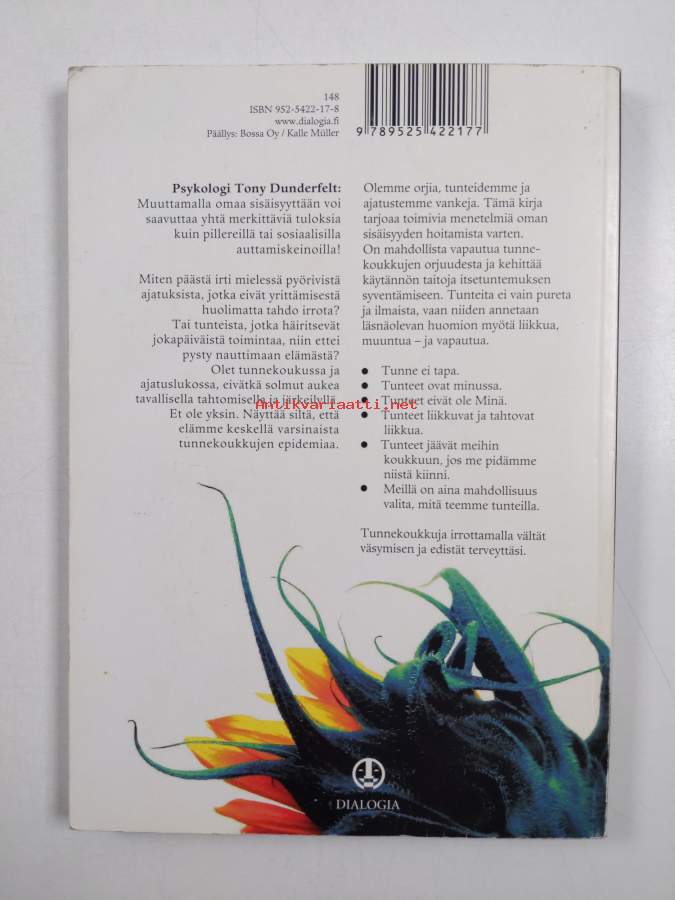 148
ISBN 952-5422-17-8
www.dialogia.fi
Päällys: Bossa Oy / Kalle Müller
9 789525 422177
Psykologi Tony Dunderfelt:
Muuttamalla omaa sisäisyyttään voi
saavuttaa yhtä merkittäviä tuloksia
kuin pillereillä tai sosiaalisilla
auttamiskeinoilla!
Miten päästä irti mielessä pyörivistä
ajatuksista, jotka eivät yrittämisestä
huolimatta tahdo irrota?
Tai tunteista, jotka häiritsevät
jokapäiväistä toimintaa, niin ettei
pysty nauttimaan elämästä?
Olet tunnekoukussa ja
ajatuslukossa, eivätkä solmut aukea
tavallisella tahtomisella ja järkeilyllä.
Et ole yksin. Näyttää siltä, että
elämme keskellä varsinaista
tunnekoukkujen epidemiaa.
Olemme orjia, tunteidemme ja
ajatustemme vankeja. Tämä kirja
tarjoaa toimivia menetelmiä oman
sisäisyyden hoitamista varten.
On mahdollista vapautua tunne-
koukkujen orjuudesta ja kehittää
käytännön taitoja itsetuntemuksen
syventämiseen. Tunteita ei vain pureta
ja ilmaista, vaan niiden annetaan
läsnäolevan huomion myötä liikkua,
muuntua – ja vapautua.
• Tunne ei tapa.
• Tunteet ovat minussa.
• Tunteet eivät ole Minä.
• Tunteet liikkuvat ja tahtovat
liikkua.
• Tunteet jäävät meihin
koukkuun, jos me pidämme
niistä kiinni.
• Meillä on aina mahdollisuus
valita, mitä teemme tunteilla.
Tunnekoukkuja irrottamalla vältät
väsymisen ja edistät terveyttäsi.
Antikvariaatti.net
DIALOGIA